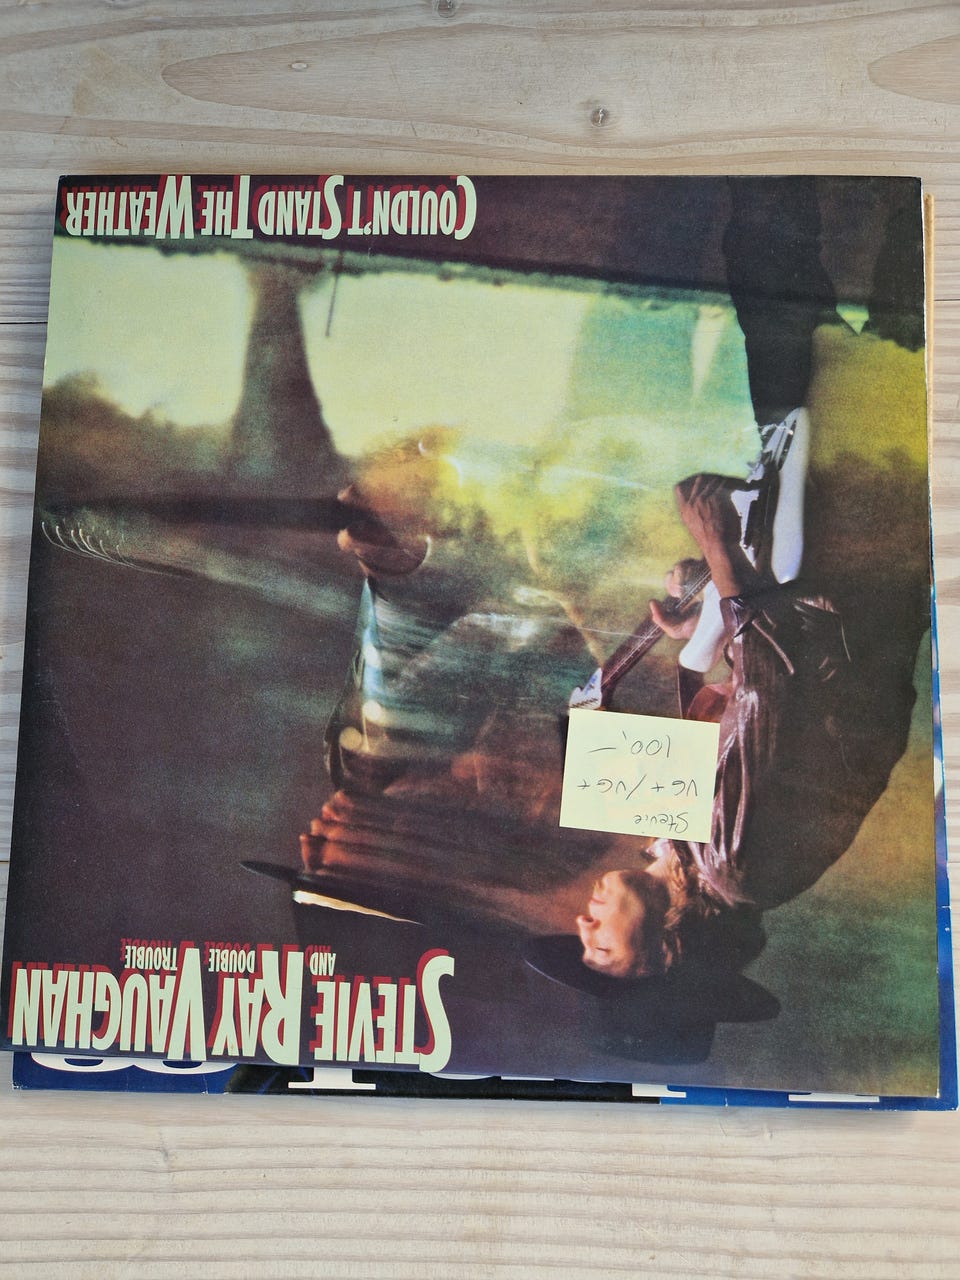 STEVIE RAY VAUGHAN
AND DOUBLE TROUBLE
Stevie
VG+/VG+
100,-
COULDN'T STAND THE WEATHER